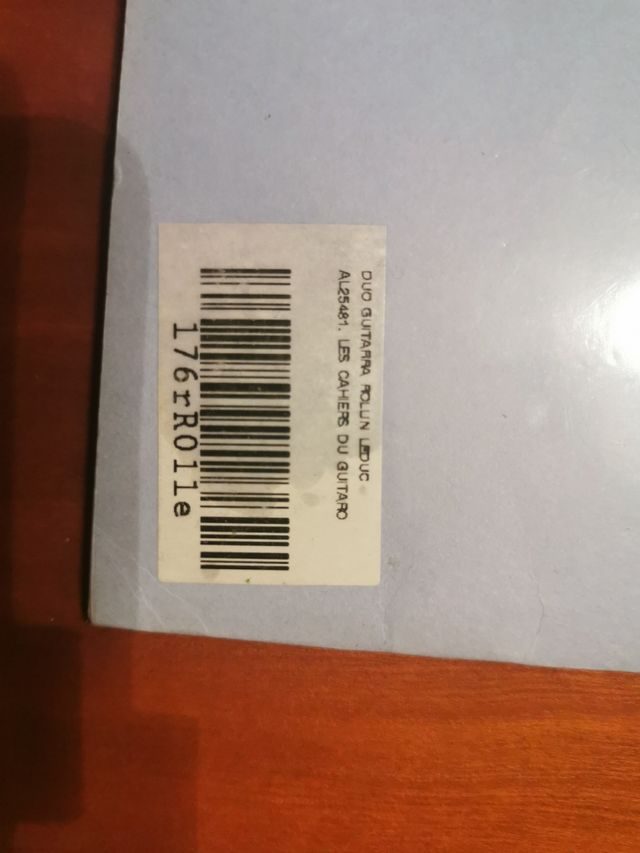 DUO GUITARRA ROLLIN LEDUC
AL25481. LES CAHIERS DU GUITARO
176rR011e